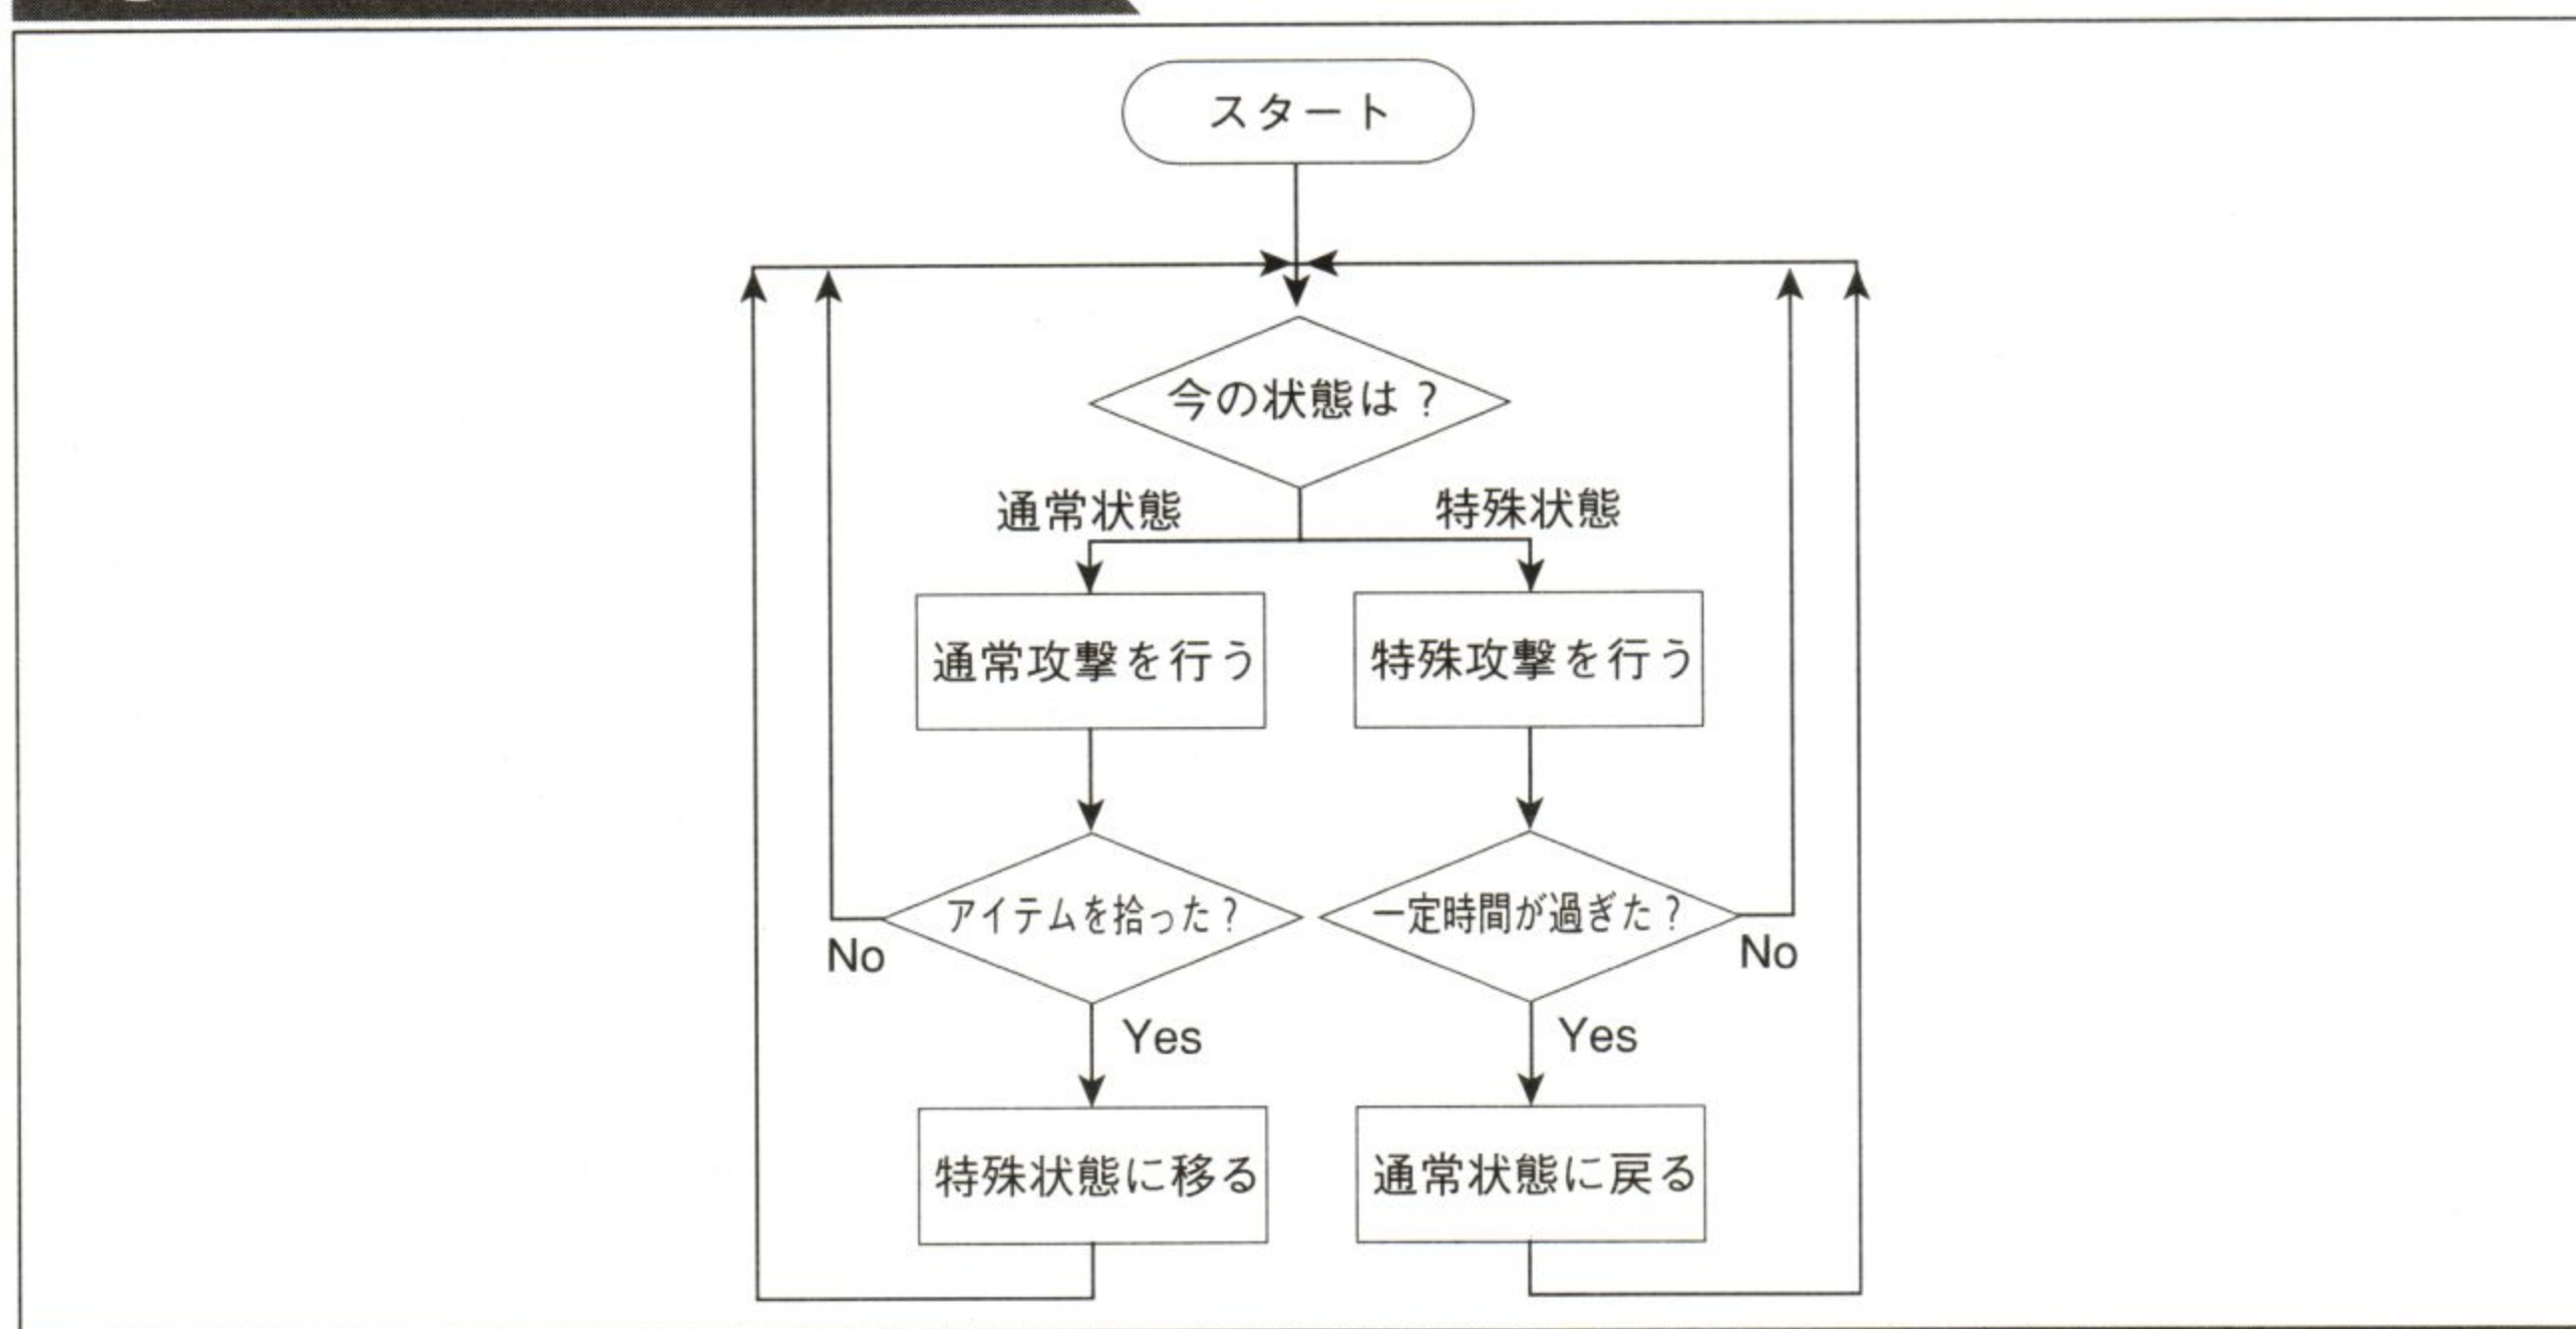 スタート
今の状態は？
通常状態
特殊状態
通常攻撃を行う
特殊攻撃を行う
アイテムを拾った？
一定時間が過ぎた？
No
No
Yes
Yes
特殊状態に移る
通常状態に戻る